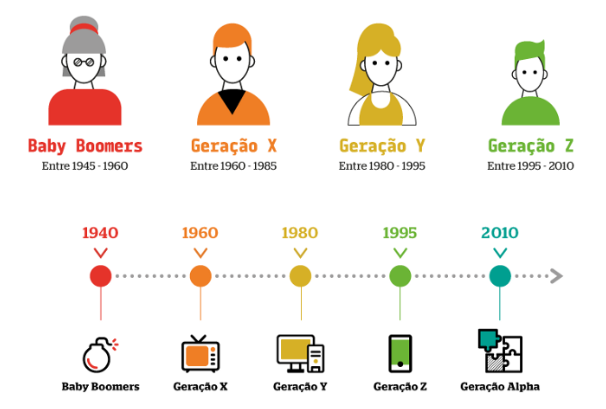 Baby Boomers
Entre 1945 - 1960
Geração X
Entre 1960 - 1985
Geração Y
Entre 1980 - 1995
Geração Z
Entre 1995 - 2010
1940
1960
1980
1995
2010
Baby Boomers
Geração X
Geração Y
Geração Z
Geração Alpha